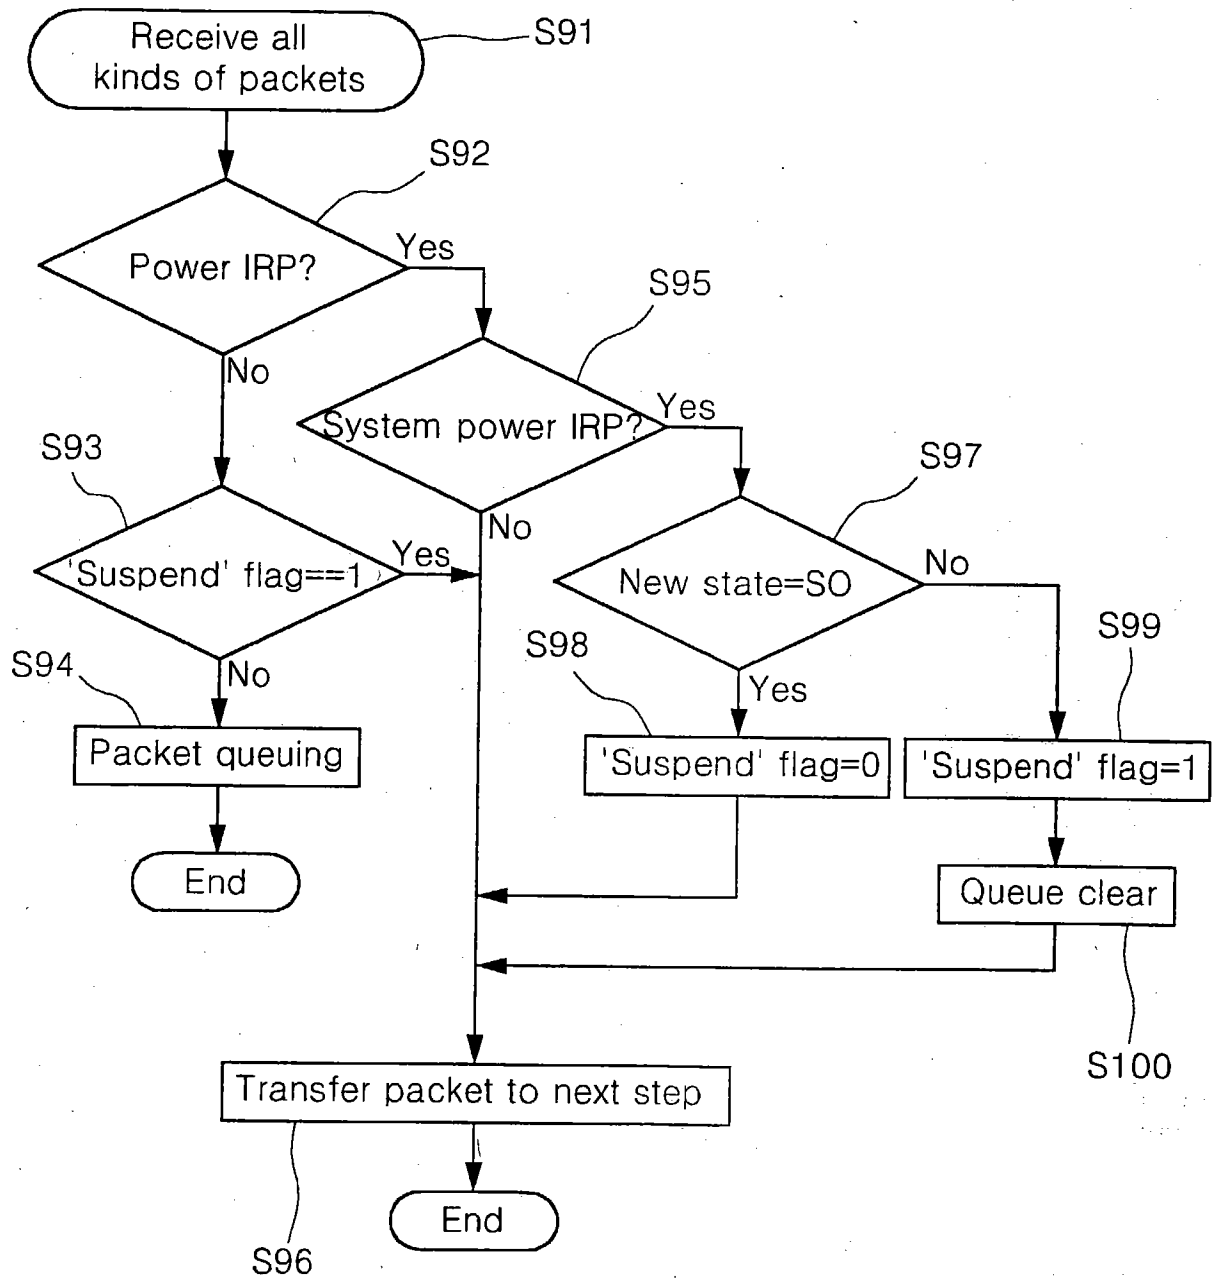 Receive all
kinds of packets
S91
S92
Power IRP?
Yes
No
S95
System power IRP?
Yes
No
S93
'Suspend' flag==1
Yes
No
S97
New state=SO
No
Yes
S94
Packet queuing
End
S98
'Suspend' flag=0
S99
'Suspend' flag=1
Queue clear
S100
Transfer packet to next step
S96
End